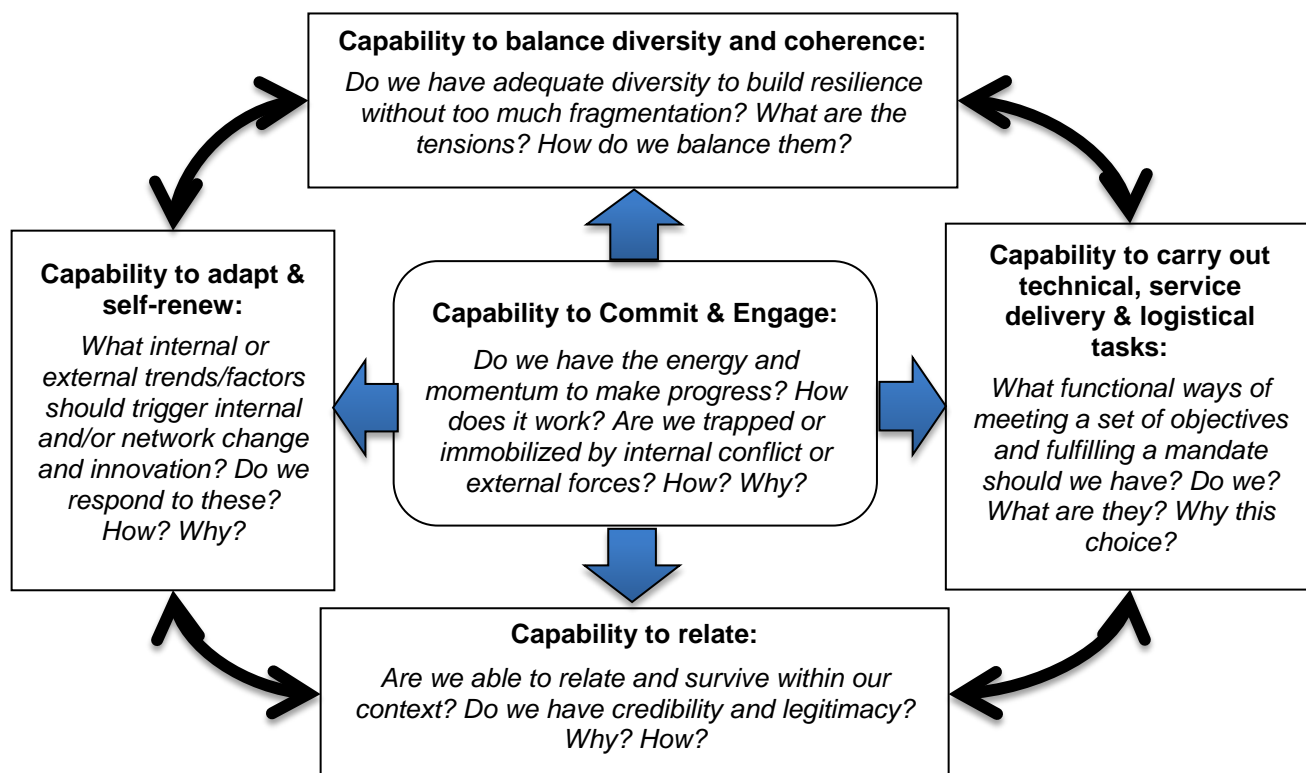 Capability to balance diversity and coherence:
Do we have adequate diversity to build resilience
without too much fragmentation? What are the
tensions? How do we balance them?
Capability to adapt &
self-renew:
What internal or
external trends/factors
should trigger internal
and/or network change
and innovation? Do we
respond to these?
How? Why?
Capability to Commit & Engage:
Do we have the energy and
momentum to make progress? How
does it work? Are we trapped or
immobilized by internal conflict or
external forces? How? Why?
Capability to carry out
technical, service
delivery & logistical
tasks:
What functional ways of
meeting a set of objectives
and fulfilling a mandate
should we have? Do we?
What are they? Why this
choice?
Capability to relate:
Are we able to relate and survive within our
context? Do we have credibility and legitimacy?
Why? How?